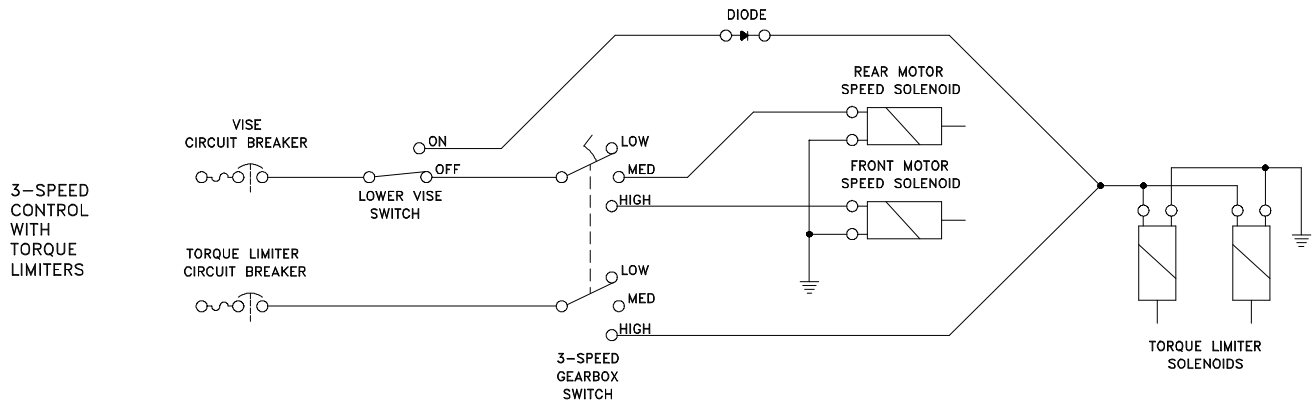 DIODE
REAR MOTOR
SPEED SOLENOID
VISE
CIRCUIT BREAKER
ON
OFF
LOW
MED
HIGH
FRONT MOTOR
SPEED SOLENOID
LOWER VISE
SWITCH
3-SPEED
CONTROL
WITH
TORQUE
LIMITERS
TORQUE LIMITER
CIRCUIT BREAKER
LOW
MED
HIGH
3-SPEED
GEARBOX
SWITCH
TORQUE LIMITER
SOLENOIDS